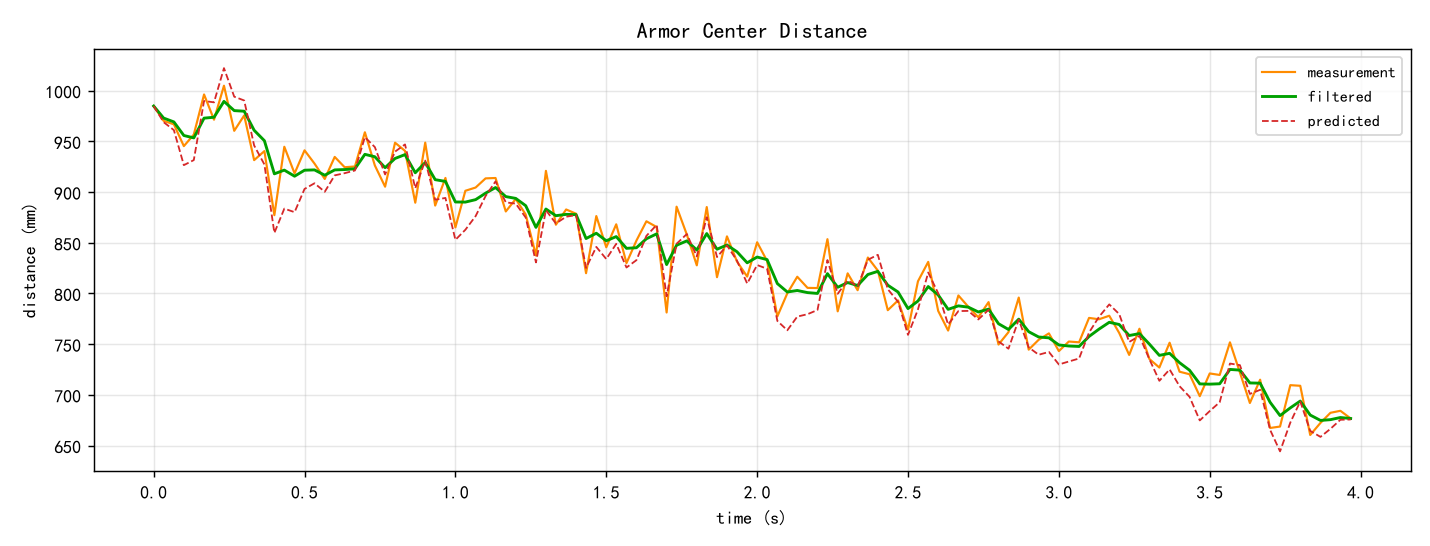 Armor Center Distance
measurement
filtered
predicted
distance (mm)
1000
950
900
850
800
750
700
650
0.0 0.5 1.0 1.5 2.0 2.5 3.0 3.5 4.0
time (s)